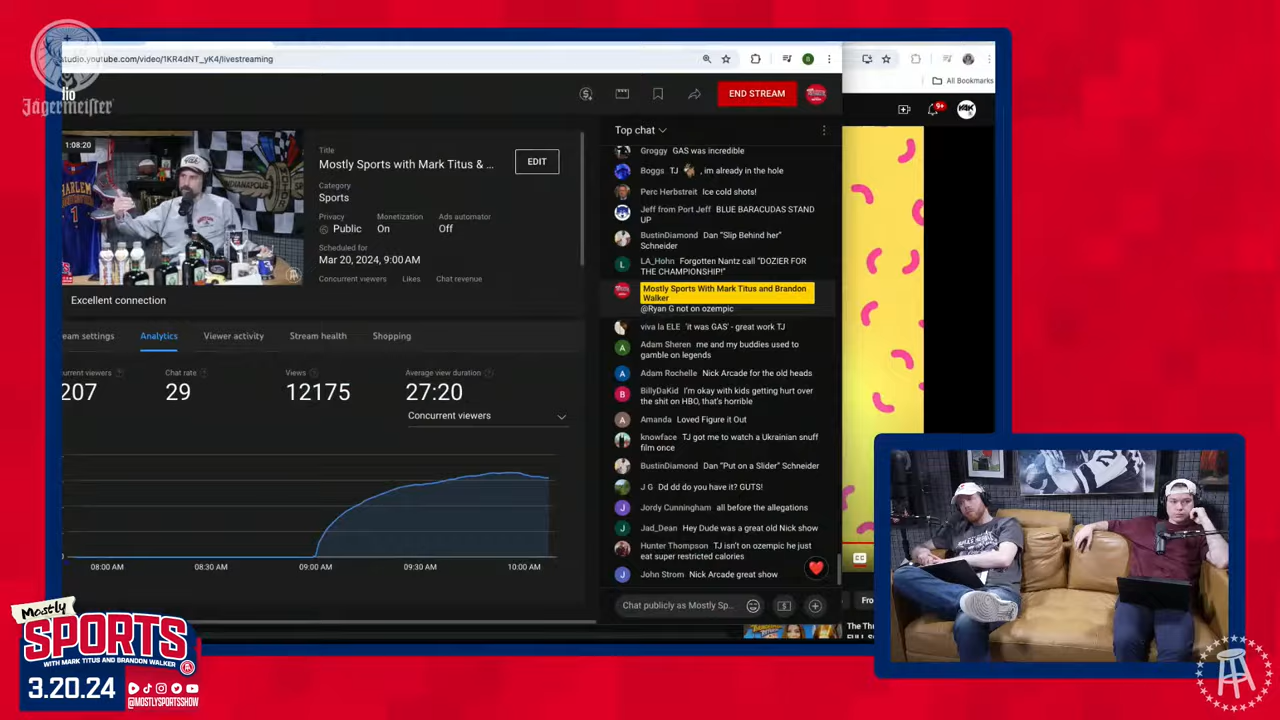 Jägermeister
studio.youtube.com/video/1KR4dNT_yK4/livestreaming
All Bookmarks
dio
END STREAM
9+
1:08:20
Title
Mostly Sports with Mark Titus & ...
EDIT
Category
Sports
Privacy
Monetization
Ads automator
Public
On
Off
Scheduled for
Mar 20, 2024, 9:00 AM
Concurrent viewers
Likes
Chat revenue
Excellent connection
eam settings
Analytics
Viewer activity
Stream health
Shopping
urrent viewers
Chat rate
Views
Average view duration
207
29
12175
27:20
Concurrent viewers
08:00 AM
08:30 AM
09:00 AM
09:30 AM
10:00 AM
Top chat
Groggy GAS was incredible
Boggs TJ , im already in the hole
Perc Herbstreit Ice cold shots!
Jeff from Port Jeff BLUE BARACUDAS STAND
UP
BustinDiamond Dan "Slip Behind her"
Schneider
L
LA_Hohn Forgotten Nantz call "DOZIER FOR
THE CHAMPIONSHIP!"
Mostly Sports With Mark Titus and Brandon
Walker
@Ryan G not on ozempic
viva la ELE 'it was GAS' - great work TJ
A
Adam Sheren me and my buddies used to
gamble on legends
A
Adam Rochelle Nick Arcade for the old heads
B
BillyDaKid I'm okay with kids getting hurt over
the shit on HBO, that's horrible
A
Amanda Loved Figure it Out
knowface TJ got me to watch a Ukrainian snuff
film once
BustinDiamond Dan "Put on a Slider" Schneider
J G Dd dd do you have it? GUTS!
J
Jordy Cunningham all before the allegations
Jad_Dean Hey Dude was a great old Nick show
Hunter Thompson TJ isn't on ozempic he just
eat super restricted calories
J
John Strom Nick Arcade great show
Chat publicly as Mostly Sp...
CC
Fro
The Thu
FULL S
Mostly
SPORTS
WITH MARK TITUS AND BRANDON WALKER
3.20.24
@MOSTLYSPORTSSHOW